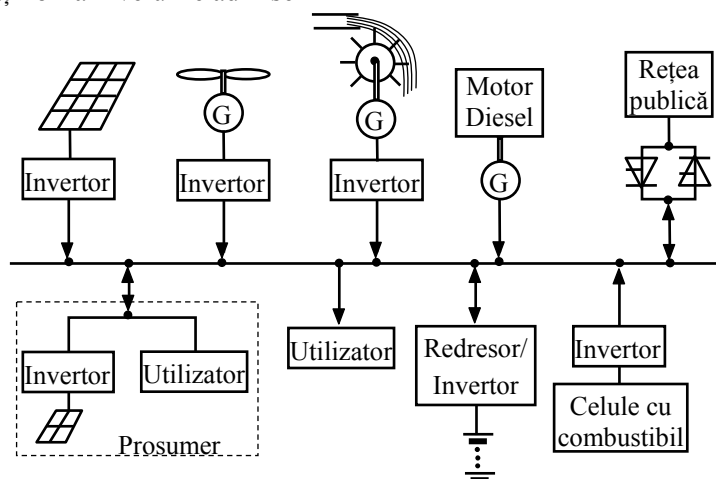 G
G
Motor
Diesel
G
Rețea
publică
Invertor
Invertor
Invertor
Invertor
Utilizator
Prosumer
Utilizator
Redresor/
Invertor
Invertor
Celule cu
combustibil